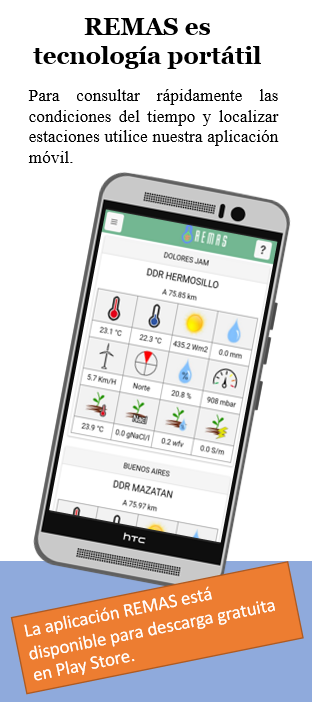 REMAS es
tecnología portátil
Para consultar rápidamente las
condiciones del tiempo y localizar
estaciones utilice nuestra aplicación
móvil.
REMAS
?
DOLORES JAM
DDR HERMOSILLO
A 75.85 km
23.1 °C 22.3 °C 435.2 Wm2 0.0 mm
%
5.7 Km/H Norte 20.8 % 908 mbar
NaCl
23.9 °C 0.0 gNaCl/l 0.2 wfv 0.0 S/m
BUENOS AIRES
DDR MAZATAN
A 75.97 km
hTC
La aplicación REMAS está
disponible para descarga gratuita
en Play Store.